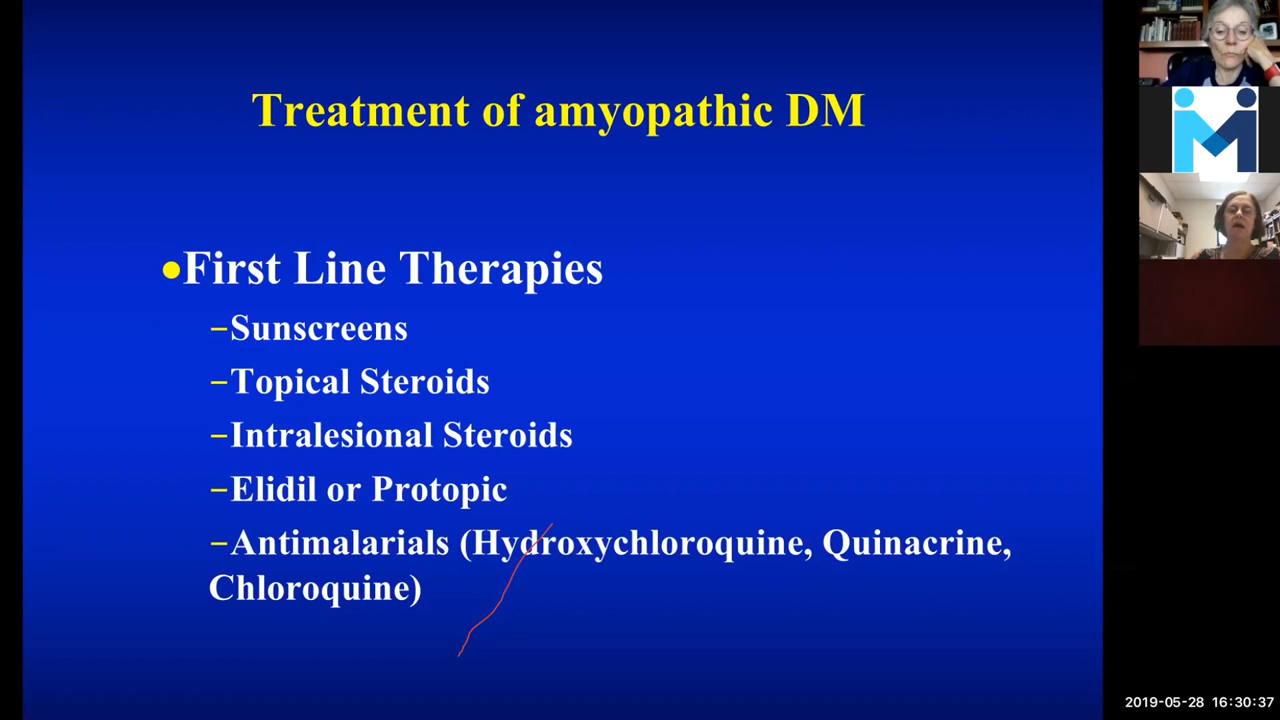 Treatment of amyopathic DM
•First Line Therapies
–Sunscreens
–Topical Steroids
–Intralesional Steroids
–Elidil or Protopic
–Antimalarials (Hydroxychloroquine, Quinacrine,
Chloroquine)
2019-05-28 16:30:37